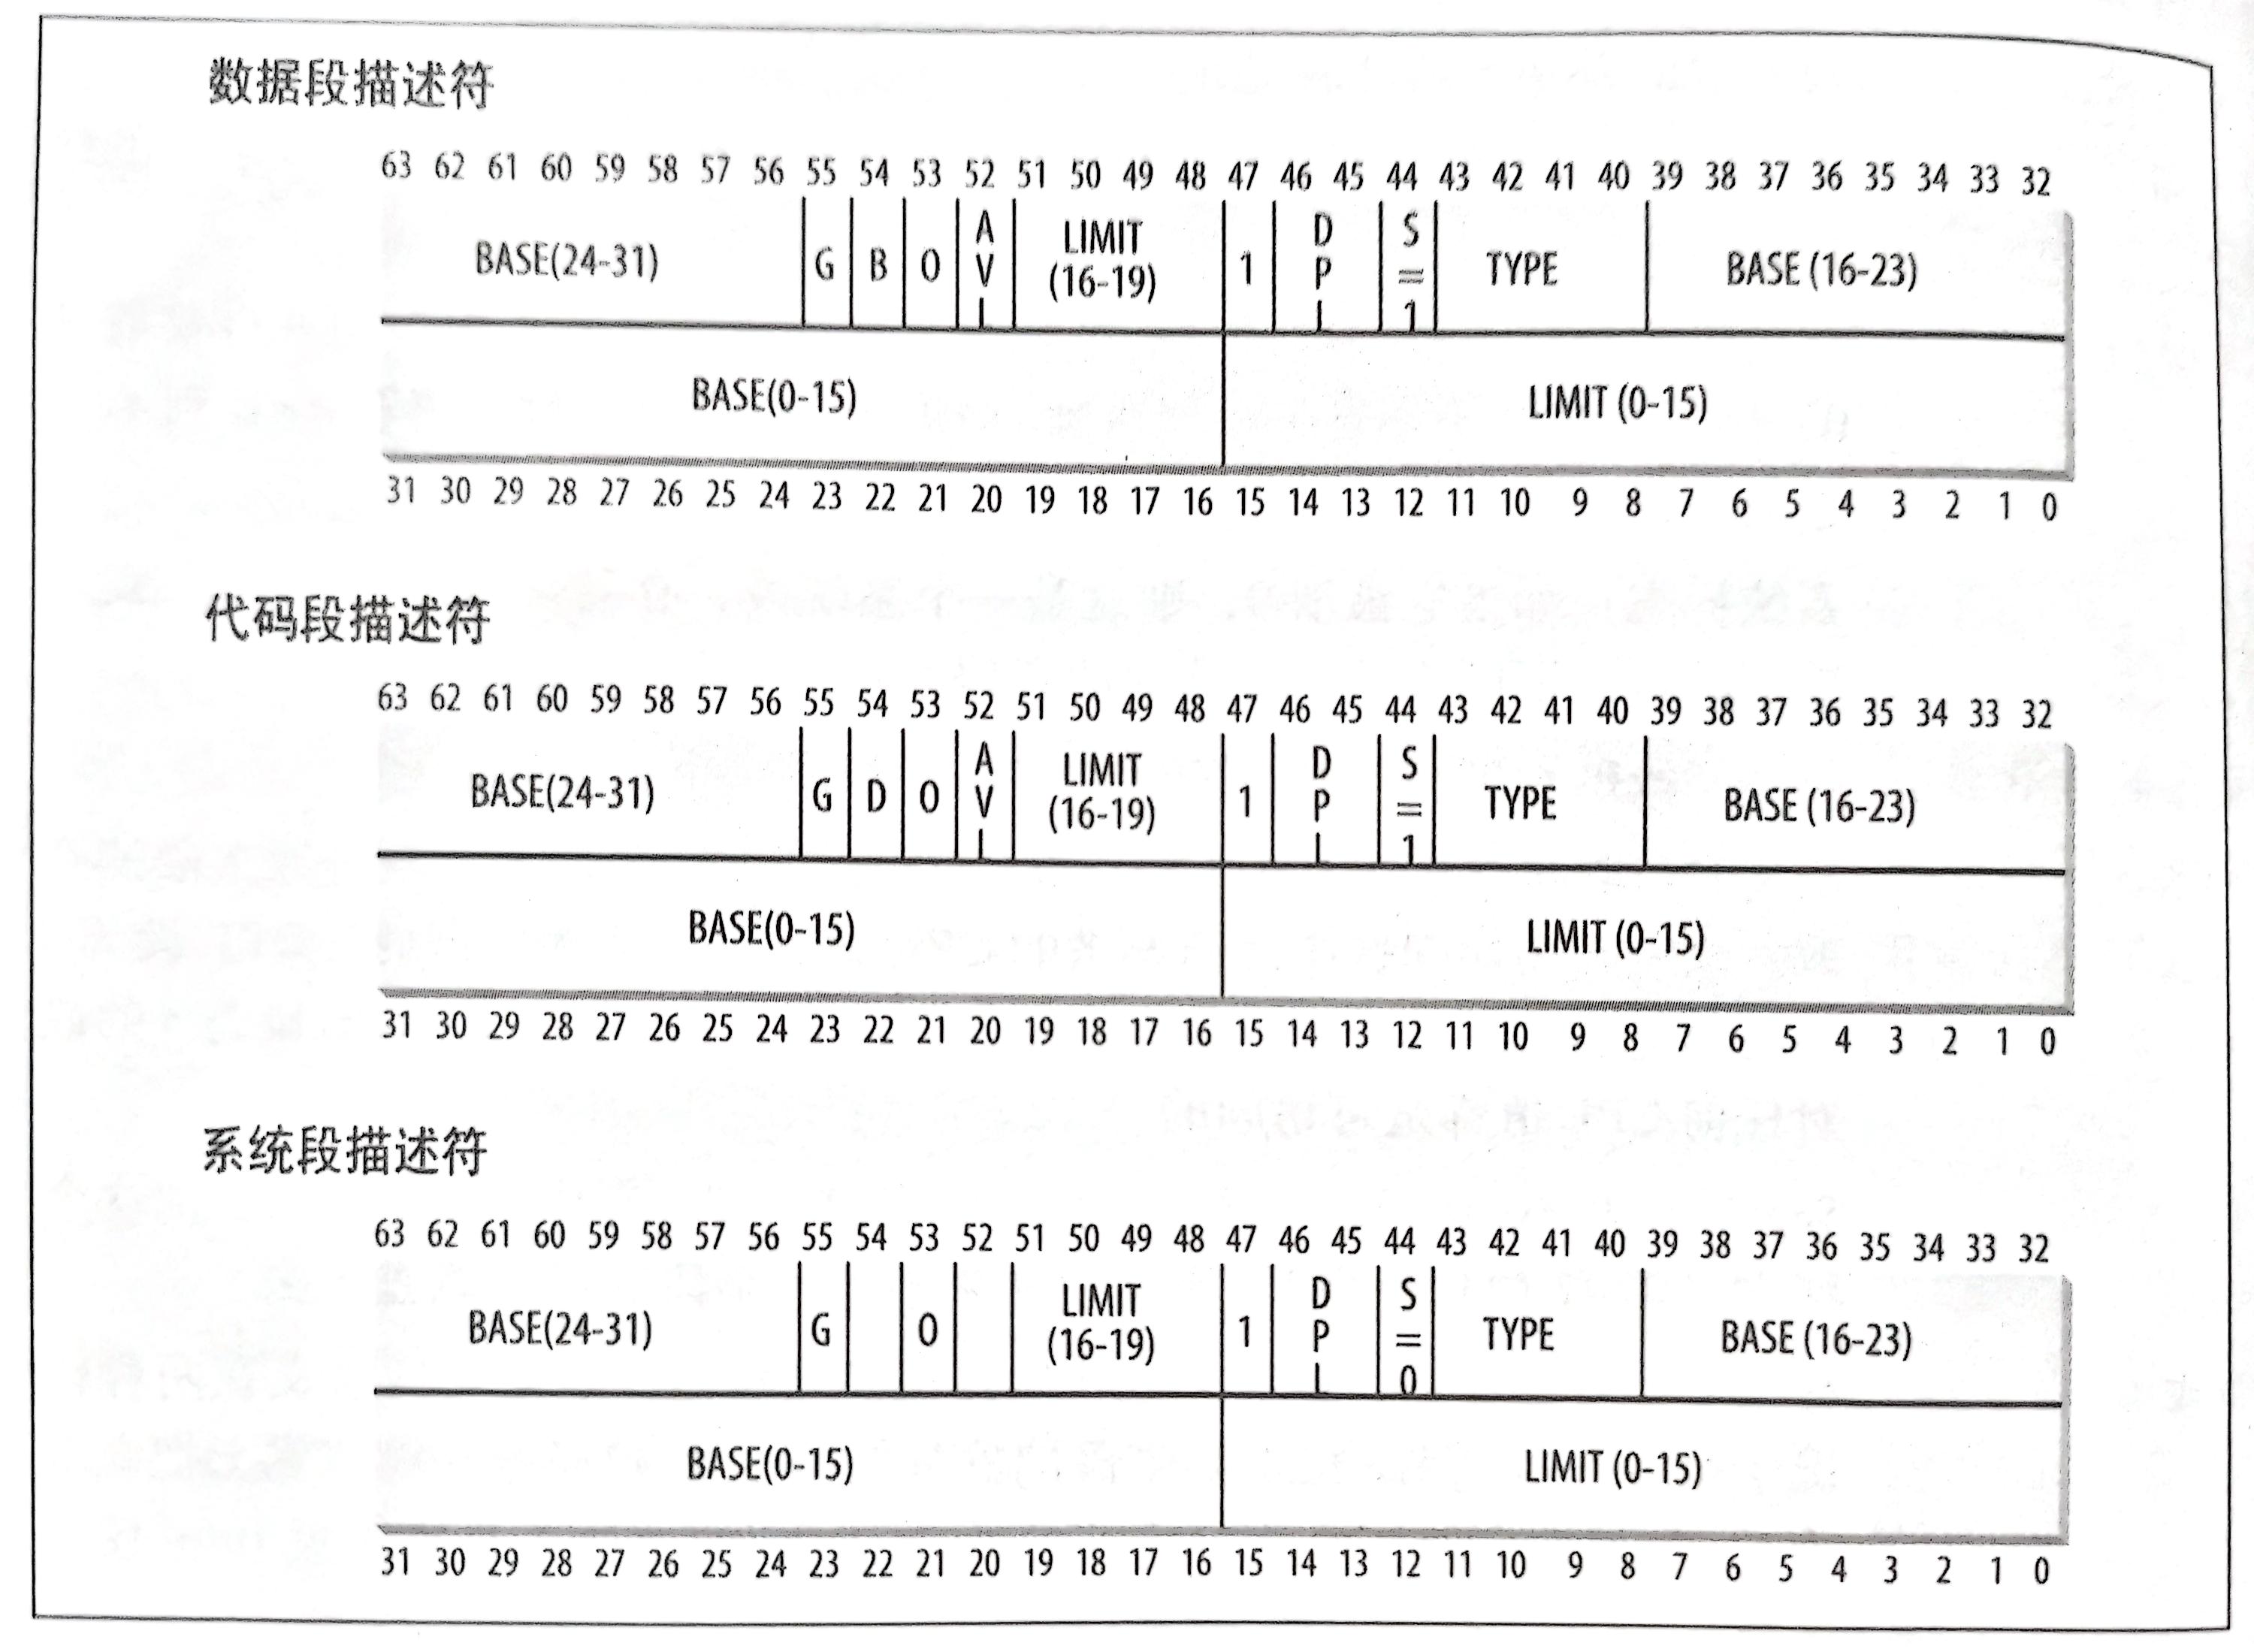 数据段描述符
63 62 61 60 59 58 57 56 55 54 53 52 51 50 49 48 47 46 45 44 43 42 41 40 39 38 37 36 35 34 33 32
BASE(24-31) G B 0 AVL LIMIT (16-19) 1 DPL S=1 TYPE BASE (16-23)
BASE(0-15) LIMIT (0-15)
31 30 29 28 27 26 25 24 23 22 21 20 19 18 17 16 15 14 13 12 11 10 9 8 7 6 5 4 3 2 1 0
代码段描述符
63 62 61 60 59 58 57 56 55 54 53 52 51 50 49 48 47 46 45 44 43 42 41 40 39 38 37 36 35 34 33 32
BASE(24-31) G D 0 AVL LIMIT (16-19) 1 DPL S=1 TYPE BASE (16-23)
BASE(0-15) LIMIT (0-15)
31 30 29 28 27 26 25 24 23 22 21 20 19 18 17 16 15 14 13 12 11 10 9 8 7 6 5 4 3 2 1 0
系统段描述符
63 62 61 60 59 58 57 56 55 54 53 52 51 50 49 48 47 46 45 44 43 42 41 40 39 38 37 36 35 34 33 32
BASE(24-31) G 0 LIMIT (16-19) 1 DPL S=0 TYPE BASE (16-23)
BASE(0-15) LIMIT (0-15)
31 30 29 28 27 26 25 24 23 22 21 20 19 18 17 16 15 14 13 12 11 10 9 8 7 6 5 4 3 2 1 0